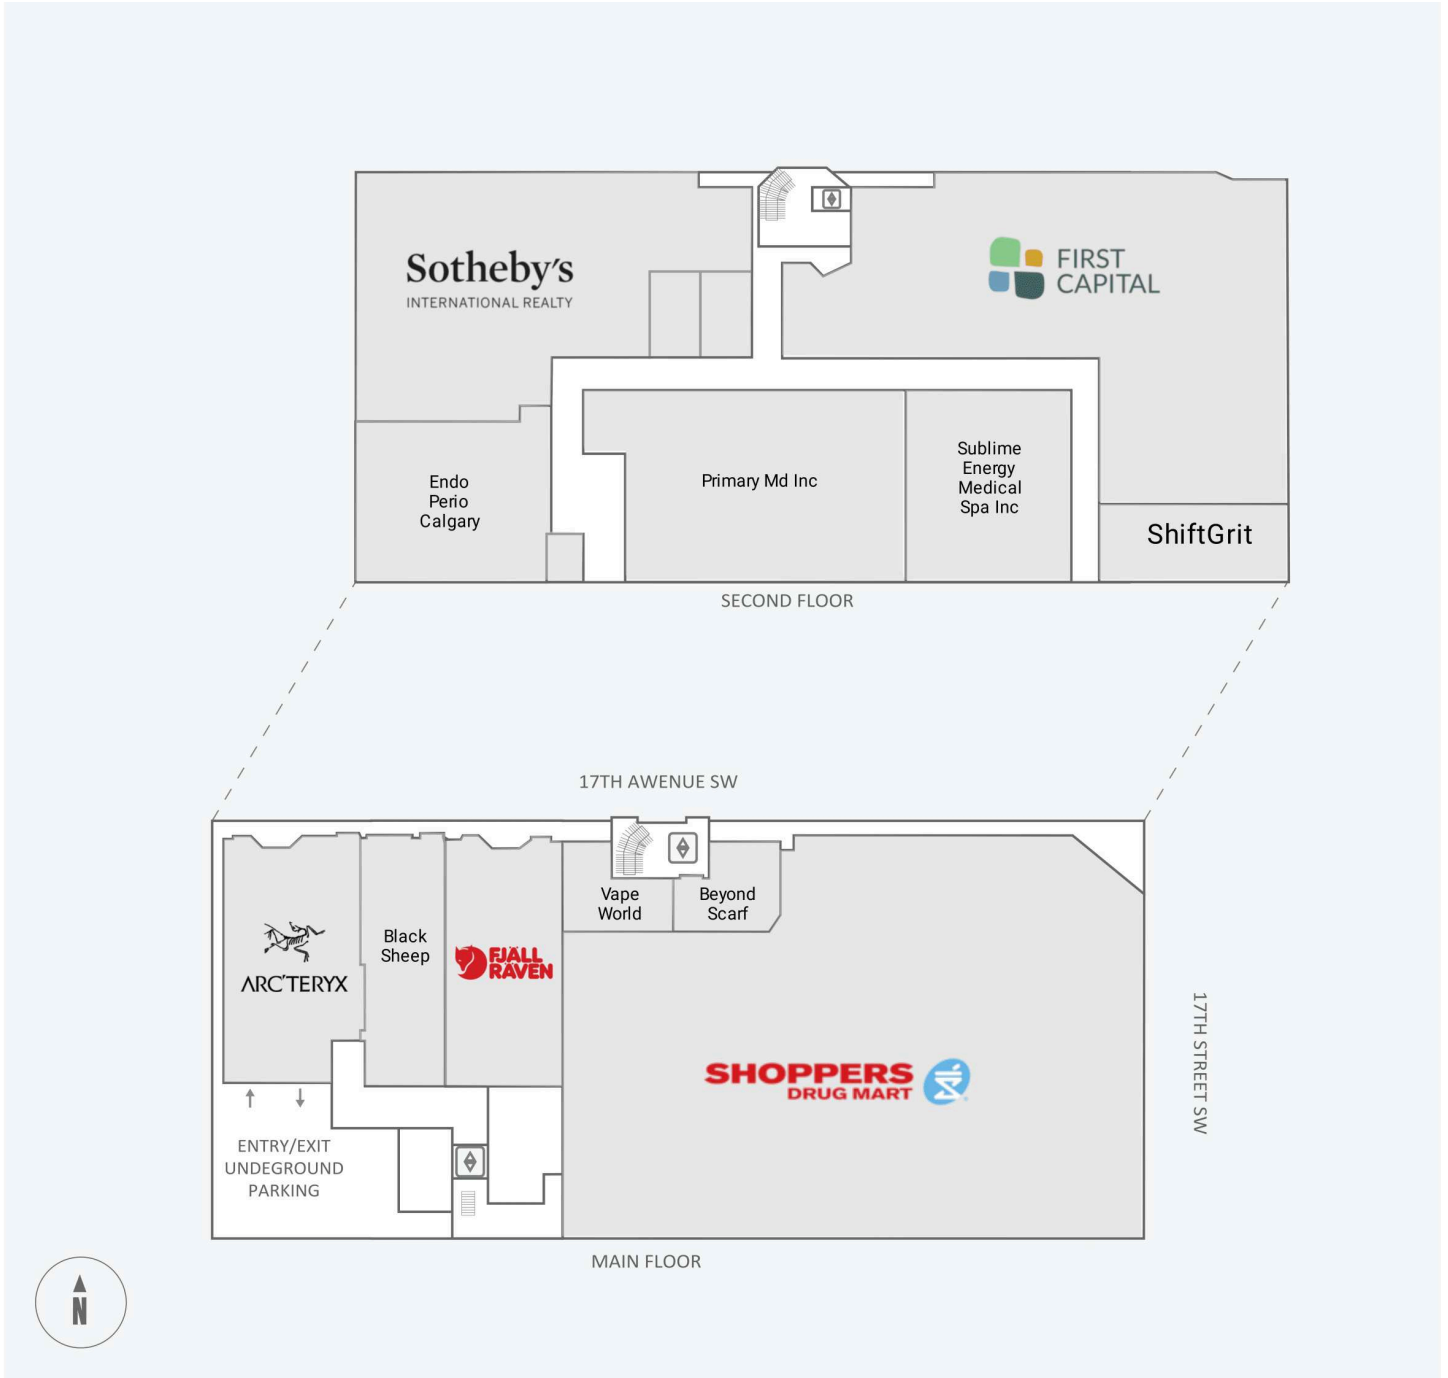 Sotheby's
INTERNATIONAL REALTY
FIRST
CAPITAL
Endo
Perio
Calgary
Primary Md Inc
Sublime
Energy
Medical
Spa Inc
ShiftGrit
SECOND FLOOR
17TH AWENUE SW
ARC'TERYX
Black
Sheep
FJÄLL
RÄVEN
Vape
World
Beyond
Scarf
SHOPPERS
DRUG MART
17TH STREET SW
ENTRY/EXIT
UNDEGROUND
PARKING
MAIN FLOOR
N